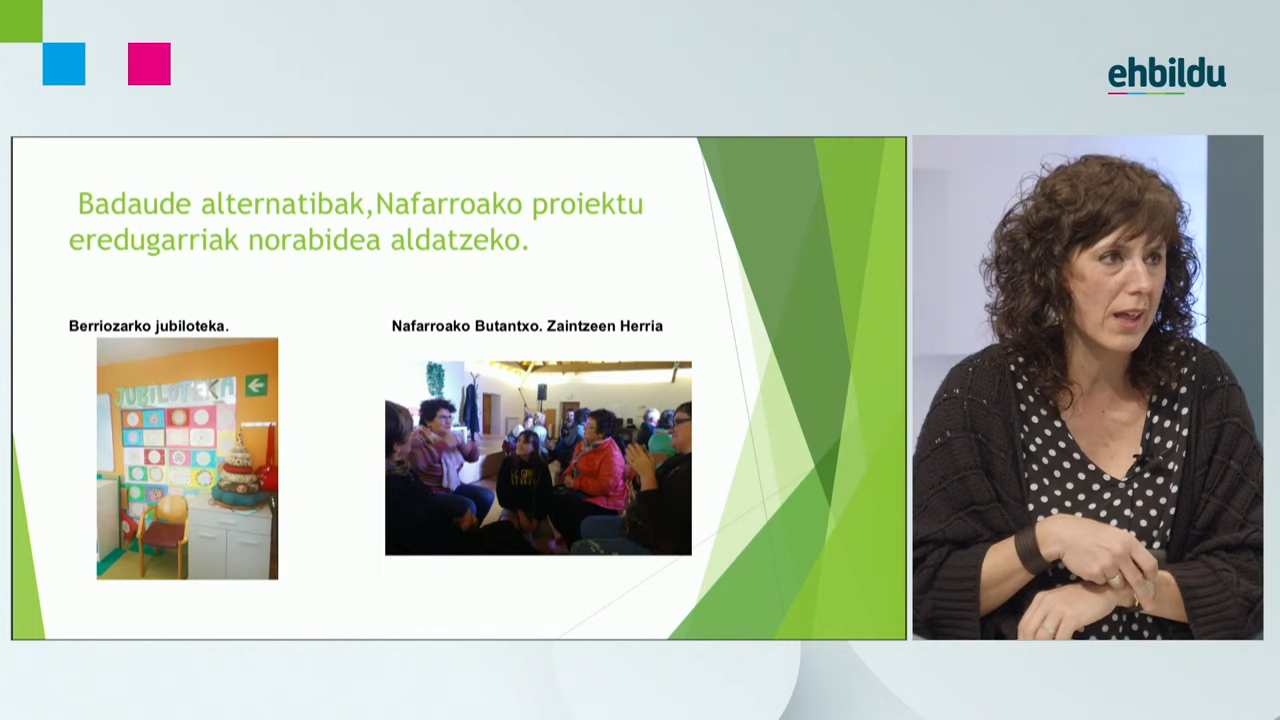 ehbildu
Badaude alternatibak,Nafarroako proiektu
eredugarriak norabidea aldatzeko.
Berriozarko jubiloteka.
Nafarroako Butantxo. Zaintzeen Herria
JUBILOTEKA